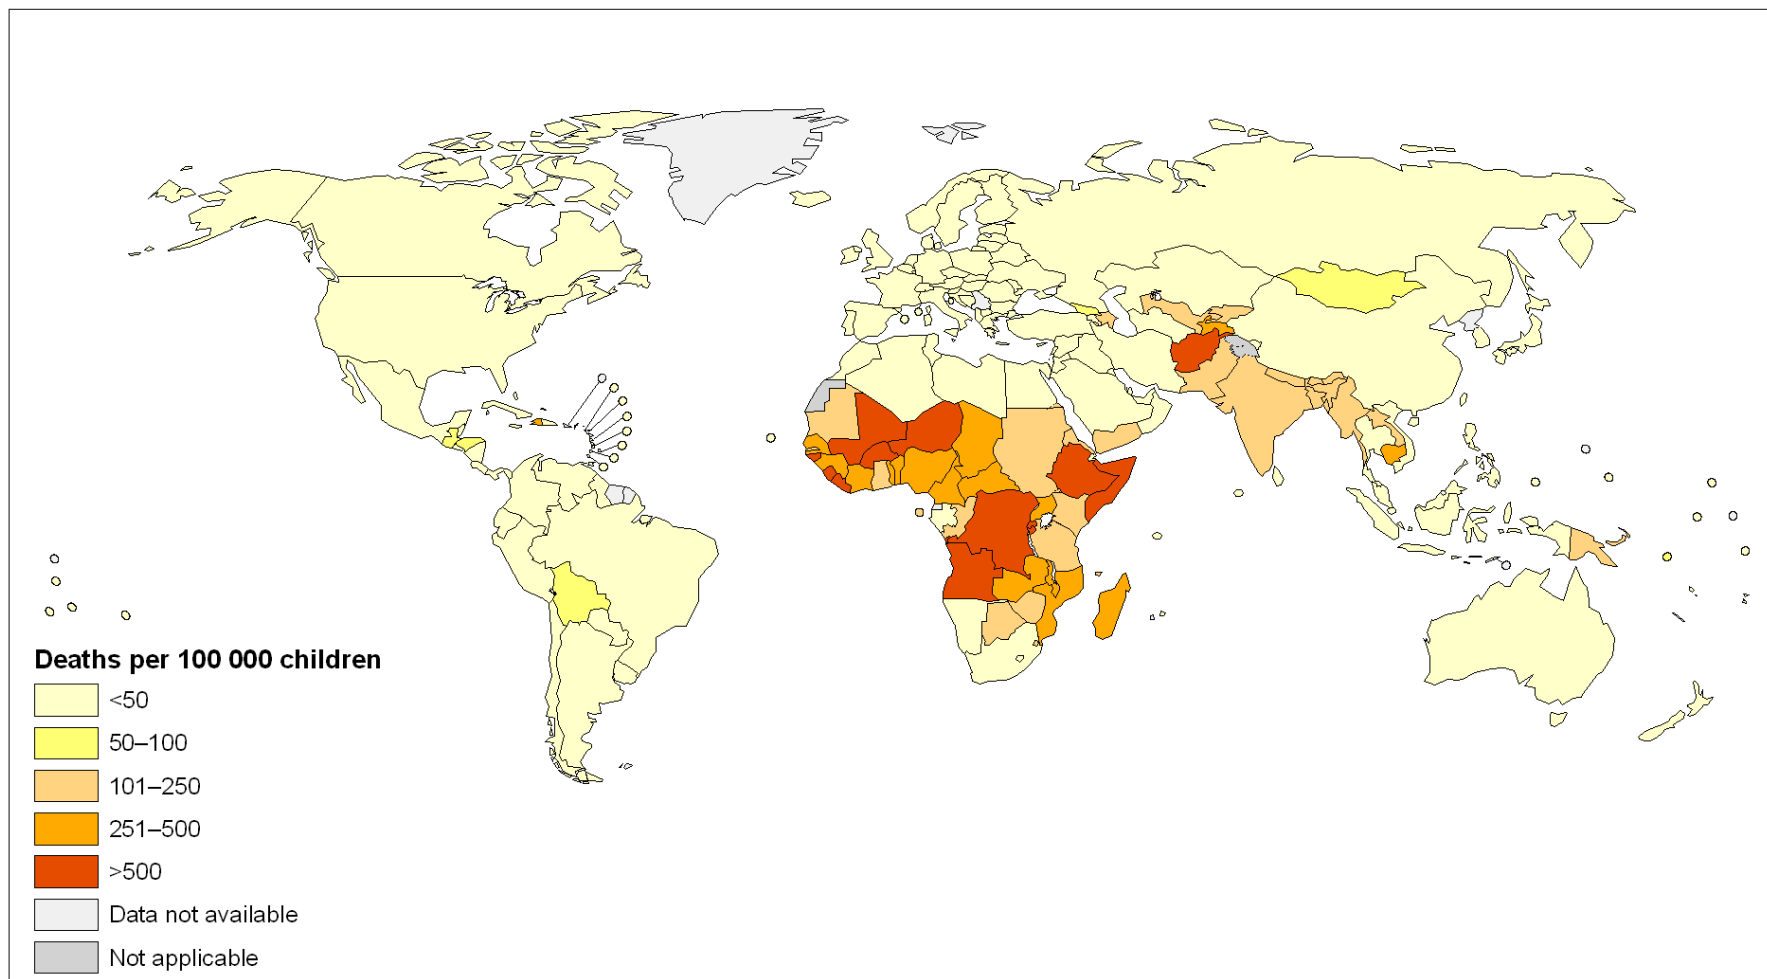 Deaths per 100 000 children
<50
50–100
101–250
251–500
>500
Data not available
Not applicable